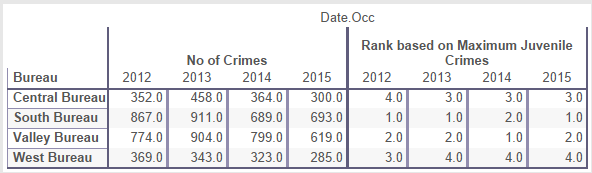 Date.Occ
No of Crimes Rank based on Maximum Juvenile Crimes
Bureau 2012 2013 2014 2015 2012 2013 2014 2015
Central Bureau 352.0 458.0 364.0 300.0 4.0 3.0 3.0 3.0
South Bureau 867.0 911.0 689.0 693.0 1.0 1.0 2.0 1.0
Valley Bureau 774.0 904.0 799.0 619.0 2.0 2.0 1.0 2.0
West Bureau 369.0 343.0 323.0 285.0 3.0 4.0 4.0 4.0